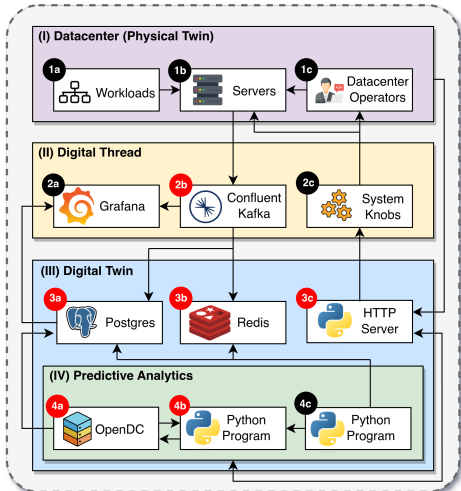 (I) Datacenter (Physical Twin)
1a
Workloads
1b
Servers
1c
Datacenter
Operators
(II) Digital Thread
2a
Grafana
2b
Confluent
Kafka
2c
System
Knobs
(III) Digital Twin
3a
Postgres
3b
Redis
3c
HTTP
Server
(IV) Predictive Analytics
4a
OpenDC
4b
Python
Program
4c
Python
Program